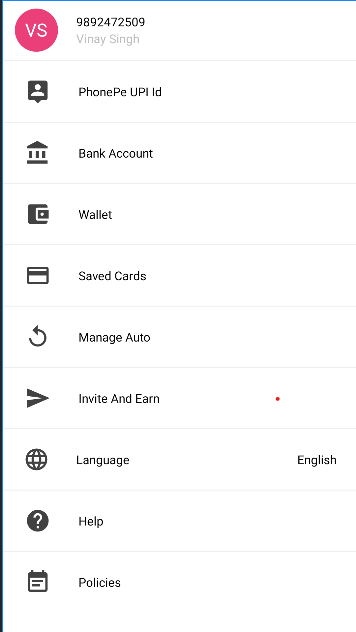 VS
9892472509
Vinay Singh
PhonePe UPI Id
Bank Account
Wallet
Saved Cards
Manage Auto
Invite And Earn
Language English
Help
Policies